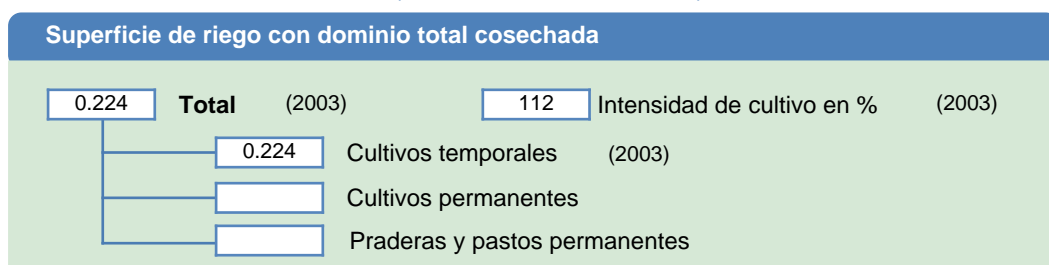 Superficie de riego con dominio total cosechada
0.224 Total (2003) 112 Intensidad de cultivo en % (2003)
0.224 Cultivos temporales (2003)
Cultivos permanentes
Praderas y pastos permanentes